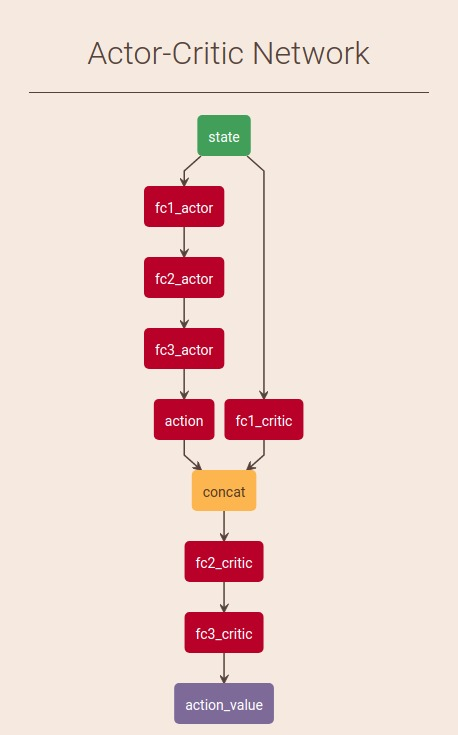 Actor-Critic Network
state
fc1_actor
fc2_actor
fc3_actor
action
fc1_critic
concat
fc2_critic
fc3_critic
action_value